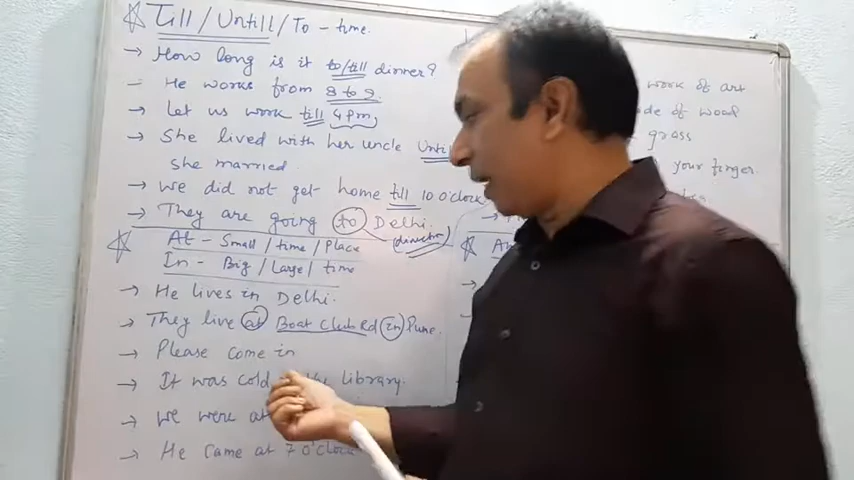 Till / Untill / To - time.
→ How long is it to/till dinner?
→ He works from 8 to 9.
→ Let us work till 4 pm,
→ She lived with her uncle Unti
she married
→ We did not get home till 10 o'clock
→ They are going to Delhi.
(direction)
At - Small / time / Place
In - Big / Large / time
→ He lives in Delhi.
→ They live at Boat Club Rd in Pune.
→ Please come in
→ It was cold library
→ We were at
→ He came at 7 o'clock
work of art
de of wood
grass
your finger.